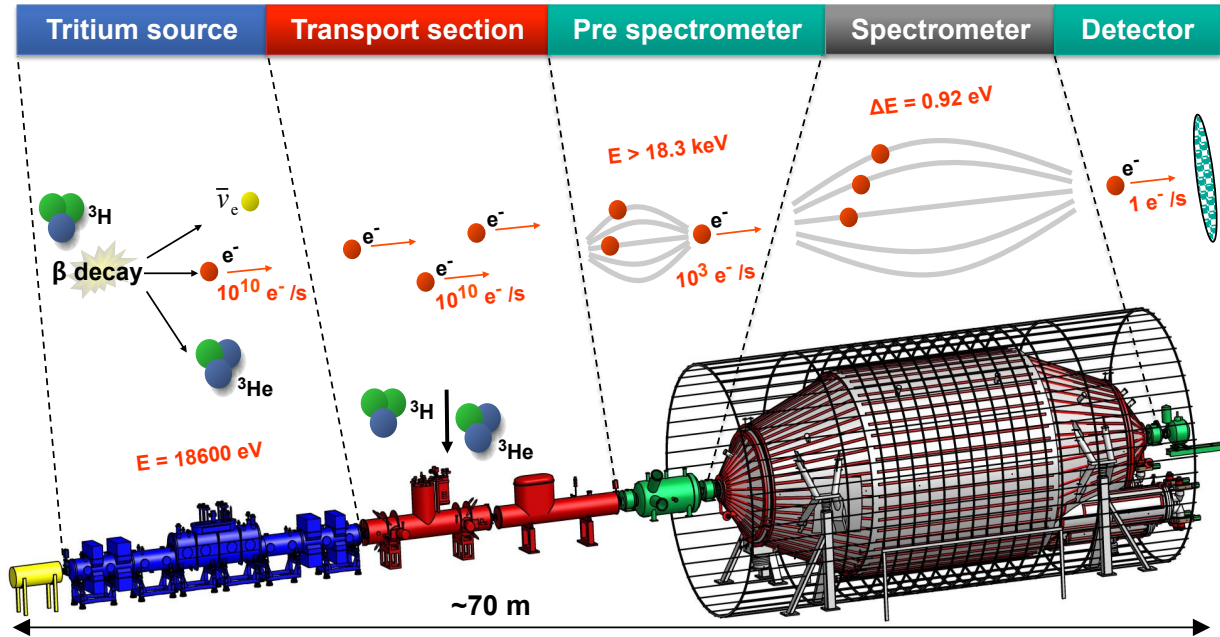 Tritium source
Transport section
Pre spectrometer
Spectrometer
Detector
ΔE = 0.92 eV
E > 18.3 keV
³H
ν̅ₑ
e⁻
β decay
10¹⁰ e⁻ /s
e⁻
e⁻
e⁻
10¹⁰ e⁻ /s
e⁻
10³ e⁻ /s
e⁻
1 e⁻ /s
³He
³H
³He
E = 18600 eV
~70 m